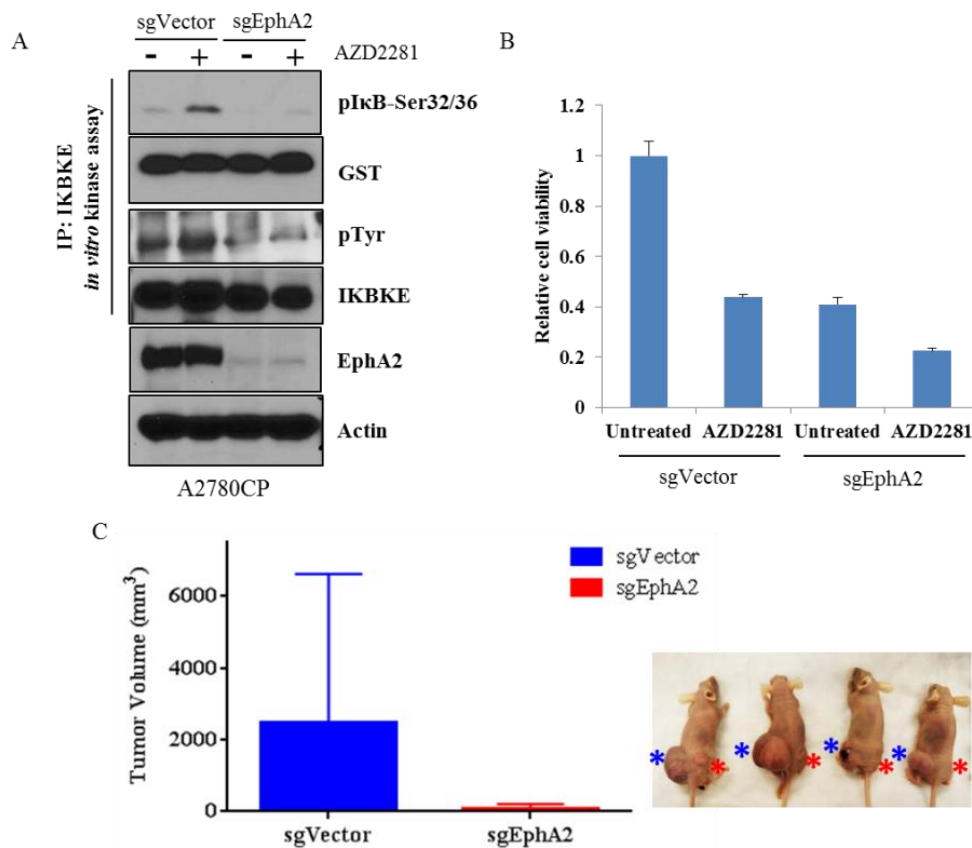 A
sgVector sgEphA2
- + - + AZD2281
IP: IKBKE
in vitro kinase assay
pIκB-Ser32/36
GST
pTyr
IKBKE
EphA2
Actin
A2780CP
B
Relative cell viability
1.2
1
0.8
0.6
0.4
0.2
0
Untreated AZD2281 Untreated AZD2281
sgVector sgEphA2
C
Tumor Volume (mm³)
6000
4000
2000
0
sgVector sgEphA2
sgVector
sgEphA2
* * * * * * * *